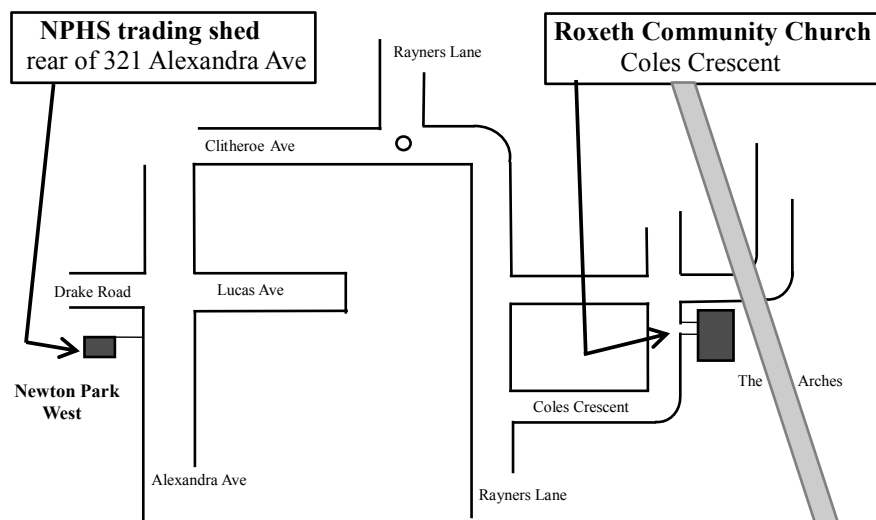 NPHS trading shed
rear of 321 Alexandra Ave
Roxeth Community Church
Coles Crescent
Rayners Lane
Clitheroe Ave
Drake Road
Lucas Ave
Newton Park
West
The Arches
Coles Crescent
Alexandra Ave
Rayners Lane